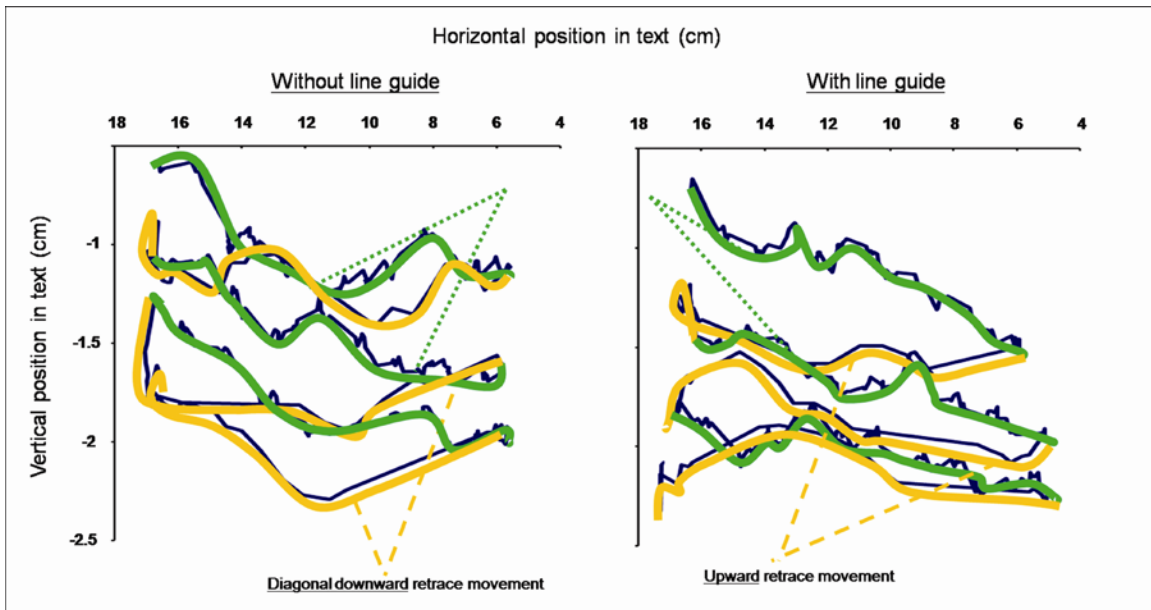 Horizontal position in text (cm)
Without line guide
With line guide
18 16 14 12 10 8 6 4
18 16 14 12 10 8 6 4
Vertical position in text (cm)
-1
-1.5
-2
-2.5
Diagonal downward retrace movement
Upward retrace movement